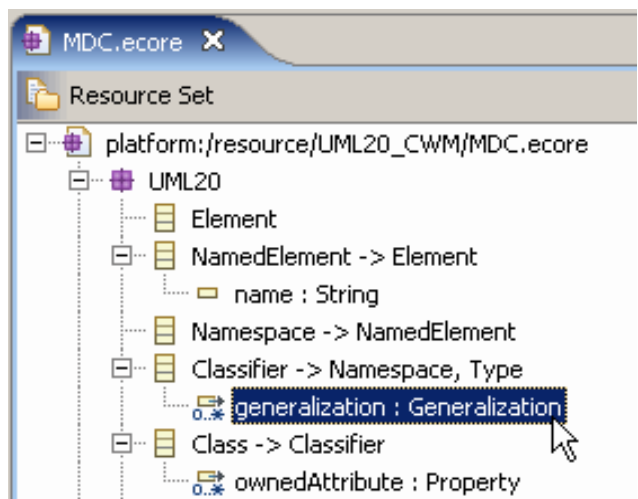 MDC.ecore
Resource Set
platform:/resource/UML20_CWM/MDC.ecore
UML20
Element
NamedElement -> Element
name : String
Namespace -> NamedElement
Classifier -> Namespace, Type
0..* generalization : Generalization
Class -> Classifier
0..* ownedAttribute : Property